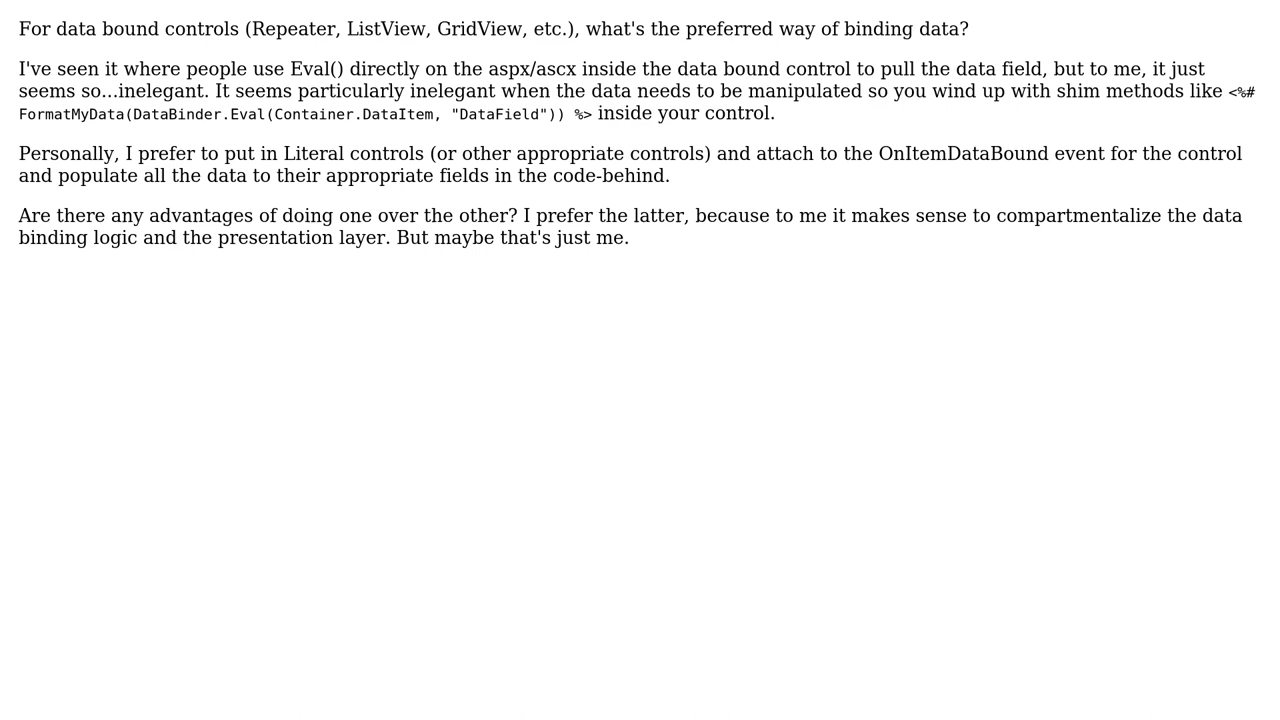 For data bound controls (Repeater, ListView, GridView, etc.), what's the preferred way of binding data?
I've seen it where people use Eval() directly on the aspx/ascx inside the data bound control to pull the data field, but to me, it just
seems so...inelegant. It seems particularly inelegant when the data needs to be manipulated so you wind up with shim methods like <%#
FormatMyData(DataBinder.Eval(Container.DataItem, "DataField")) %> inside your control.
Personally, I prefer to put in Literal controls (or other appropriate controls) and attach to the OnItemDataBound event for the control
and populate all the data to their appropriate fields in the code-behind.
Are there any advantages of doing one over the other? I prefer the latter, because to me it makes sense to compartmentalize the data
binding logic and the presentation layer. But maybe that's just me.